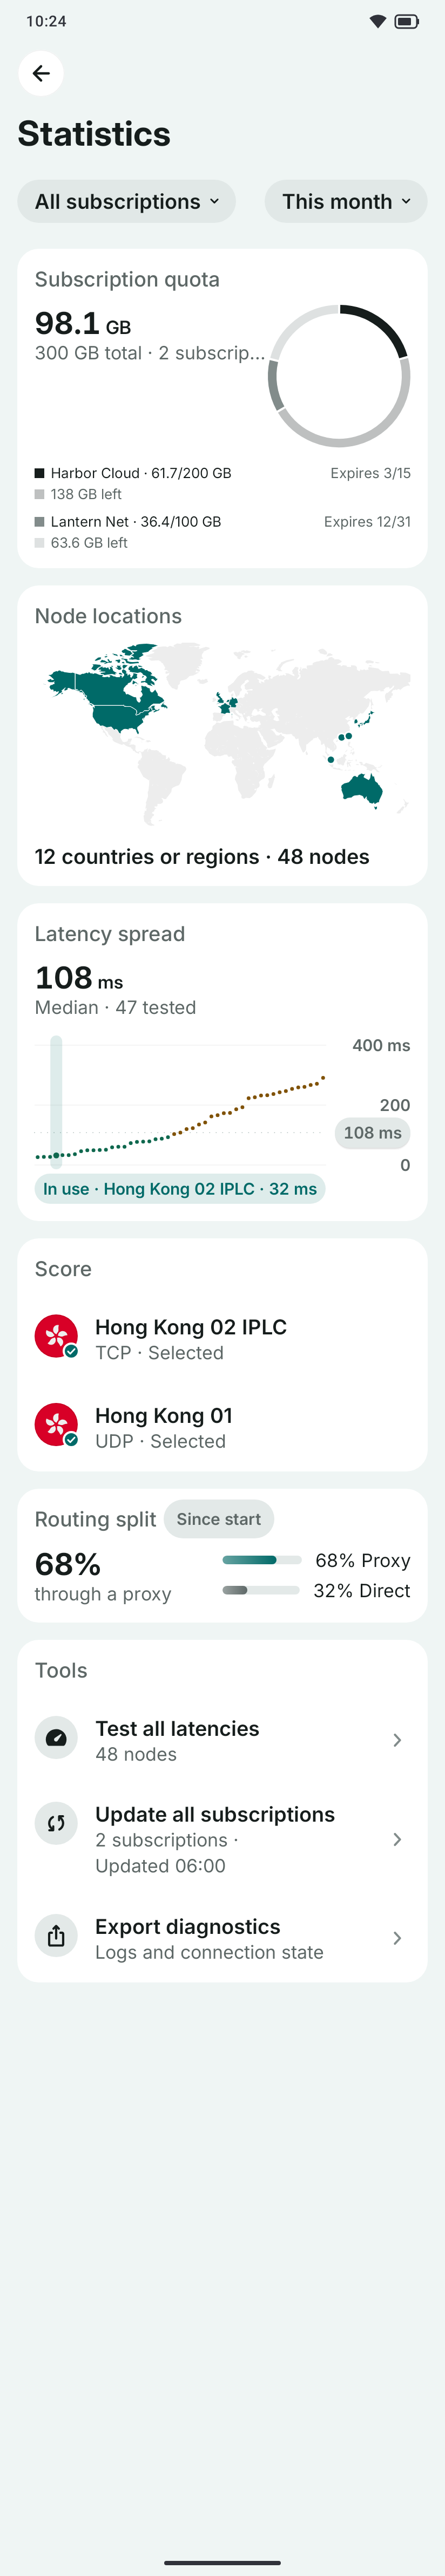 10:24
Statistics
All subscriptions
This month
Subscription quota
98.1 GB
300 GB total · 2 subscrip...
Harbor Cloud · 61.7/200 GB
Expires 3/15
138 GB left
Lantern Net · 36.4/100 GB
Expires 12/31
63.6 GB left
Node locations
12 countries or regions · 48 nodes
Latency spread
108 ms
Median · 47 tested
400 ms
200
108 ms
0
In use · Hong Kong 02 IPLC · 32 ms
Score
Hong Kong 02 IPLC
TCP · Selected
Hong Kong 01
UDP · Selected
Routing split
Since start
68%
through a proxy
68% Proxy
32% Direct
Tools
Test all latencies
48 nodes
Update all subscriptions
2 subscriptions ·
Updated 06:00
Export diagnostics
Logs and connection state